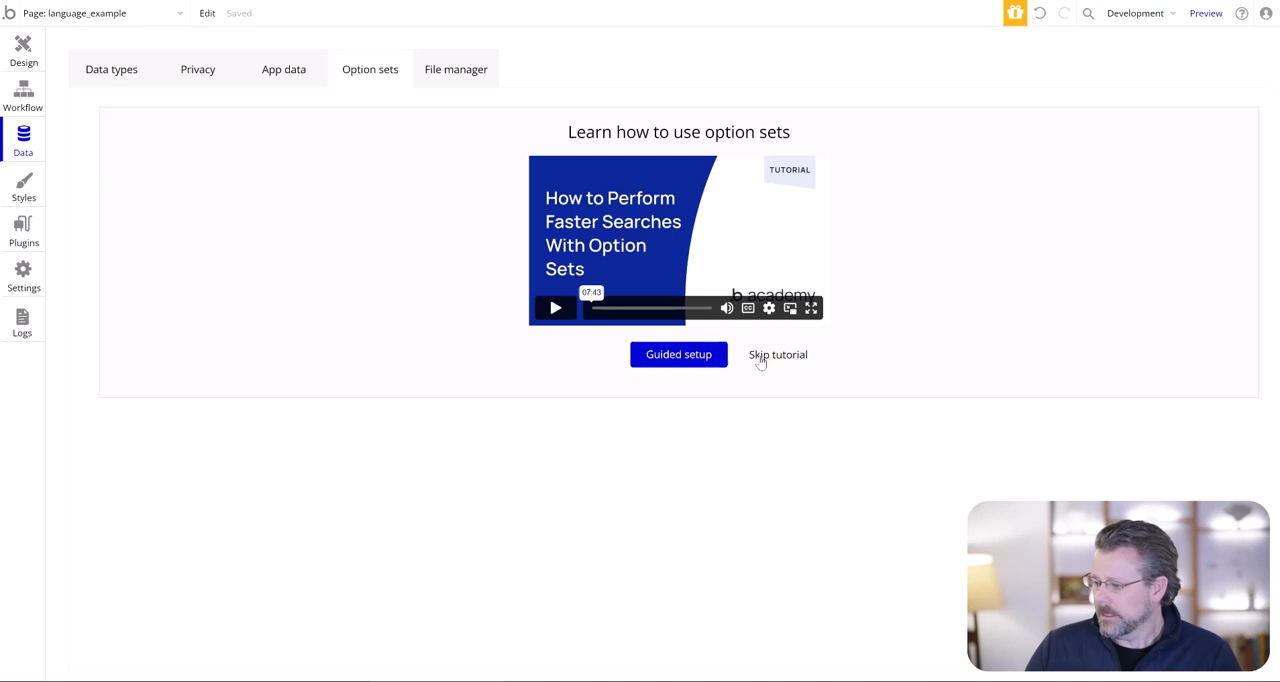 .b
Page: language_example
Edit
Saved
Development
Preview
Design
Workflow
Data
Styles
Plugins
Settings
Logs
Data types
Privacy
App data
Option sets
File manager
Learn how to use option sets
TUTORIAL
How to Perform
Faster Searches
With Option
Sets
.b academy
07:43
Guided setup
Skip tutorial